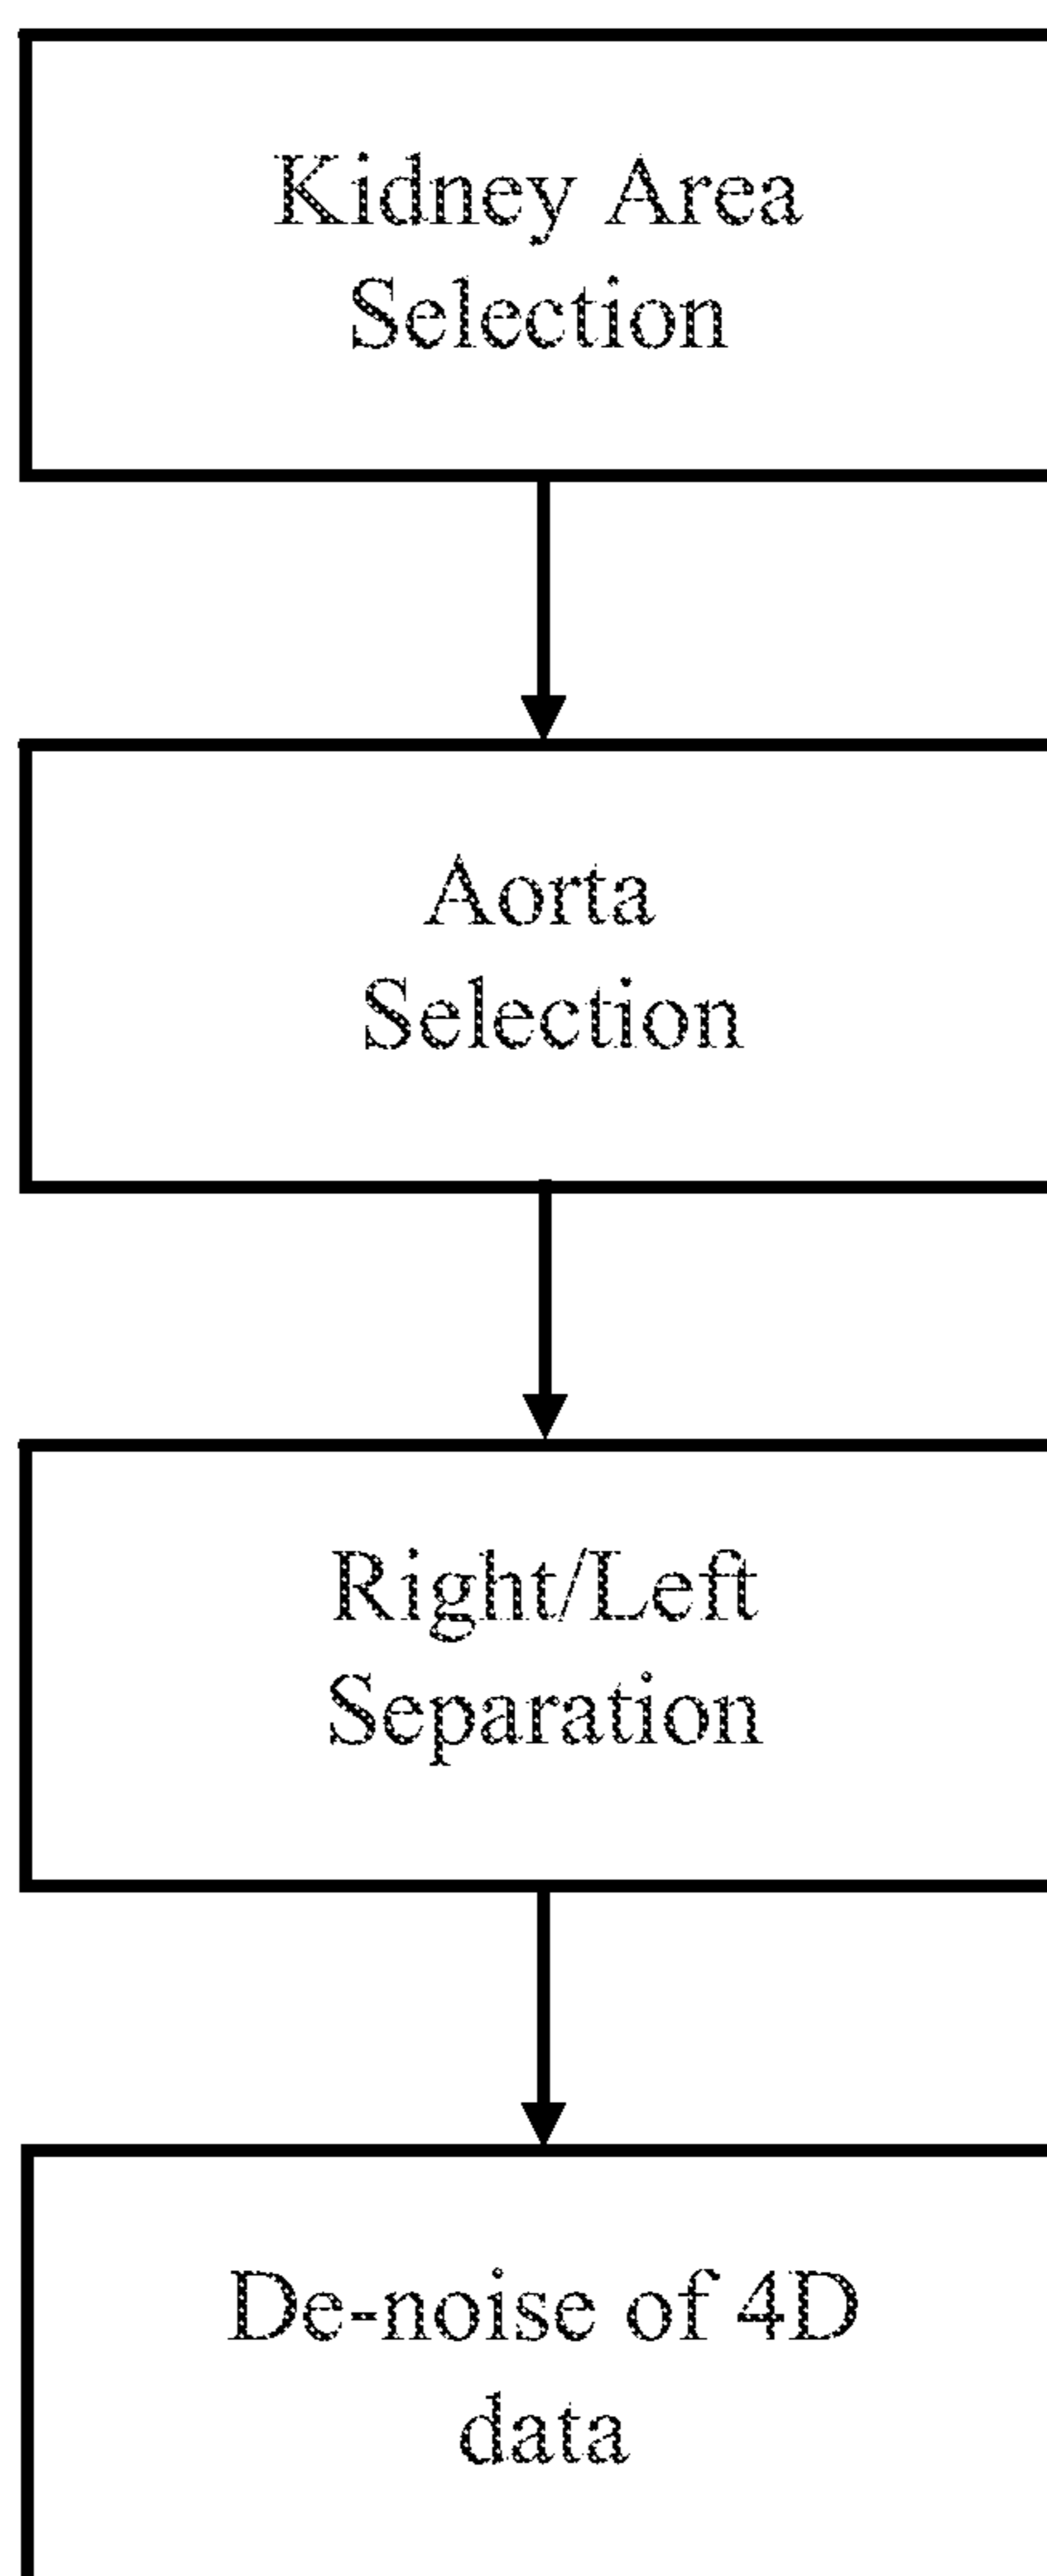 Kidney Area
Selection
Aorta
Selection
Right/Left
Separation
De-noise of 4D
data